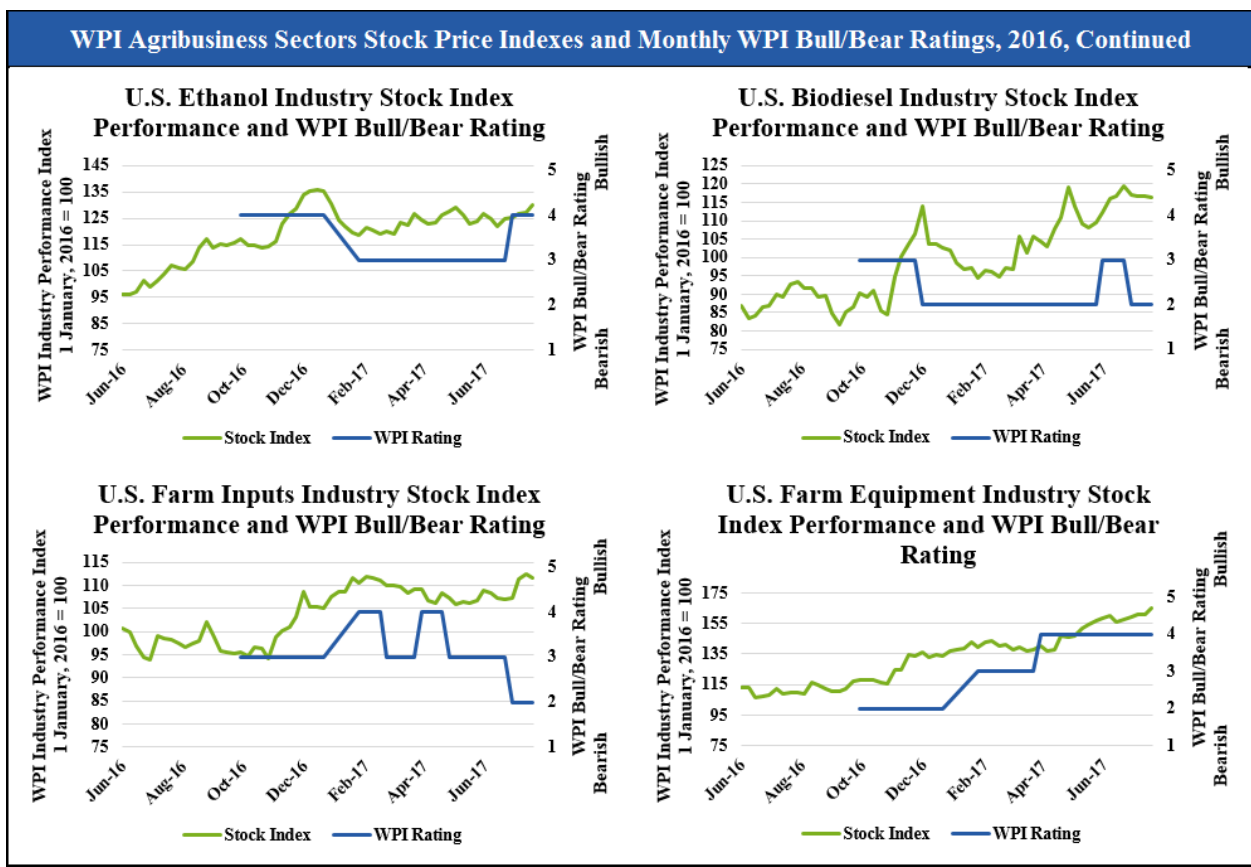 WPI Agribusiness Sectors Stock Price Indexes and Monthly WPI Bull/Bear Ratings, 2016, Continued
U.S. Ethanol Industry Stock Index
Performance and WPI Bull/Bear Rating
WPI Industry Performance Index
1 January, 2016 = 100
145
135
125
115
105
95
85
75
5
4
3
2
1
WPI Bull/Bear Rating
Bearish
Bullish
Jun-16
Aug-16
Oct-16
Dec-16
Feb-17
Apr-17
Jun-17
Stock Index
WPI Rating
U.S. Biodiesel Industry Stock Index
Performance and WPI Bull/Bear Rating
WPI Industry Performance Index
1 January, 2016 = 100
125
120
115
110
105
100
95
90
85
80
75
5
4
3
2
1
WPI Bull/Bear Rating
Bearish
Bullish
Jun-16
Aug-16
Oct-16
Dec-16
Feb-17
Apr-17
Jun-17
Stock Index
WPI Rating
U.S. Farm Inputs Industry Stock Index
Performance and WPI Bull/Bear Rating
WPI Industry Performance Index
1 January, 2016 = 100
115
110
105
100
95
90
85
80
75
5
4
3
2
1
WPI Bull/Bear Rating
Bearish
Bullish
Jun-16
Aug-16
Oct-16
Dec-16
Feb-17
Apr-17
Jun-17
Stock Index
WPI Rating
U.S. Farm Equipment Industry Stock
Index Performance and WPI Bull/Bear
Rating
WPI Industry Performance Index
1 January, 2016 = 100
175
155
135
115
95
75
5
4
3
2
1
WPI Bull/Bear Rating
Bearish
Bullish
Jun-16
Aug-16
Oct-16
Dec-16
Feb-17
Apr-17
Jun-17
Stock Index
WPI Rating